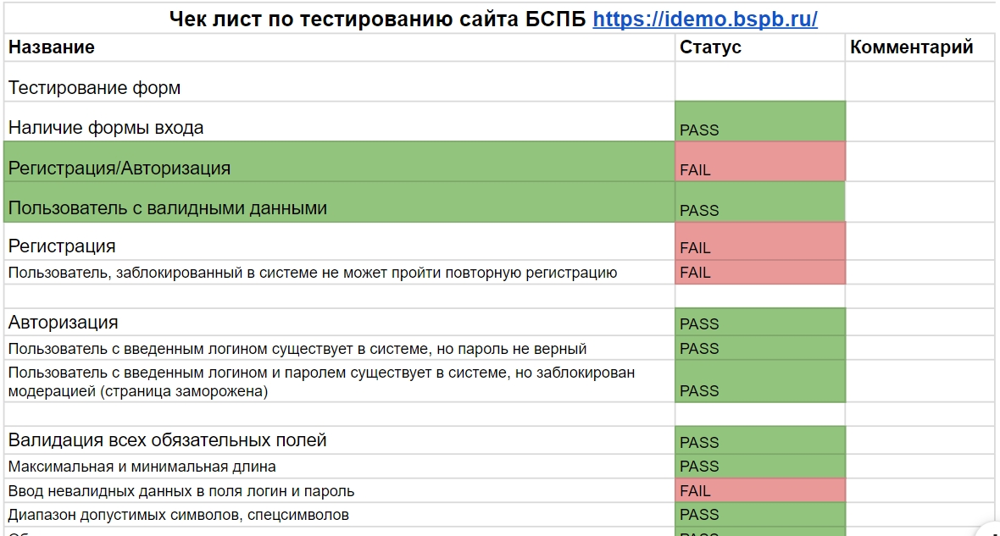 Чек лист по тестированию сайта БСПБ https://idemo.bspb.ru/
Название Статус Комментарий
Тестирование форм
Наличие формы входа PASS
Регистрация/Авторизация FAIL
Пользователь с валидными данными PASS
Регистрация FAIL
Пользователь, заблокированный в системе не может пройти повторную регистрацию FAIL
Авторизация PASS
Пользователь с введенным логином существует в системе, но пароль не верный PASS
Пользователь с введенным логином и паролем существует в системе, но заблокирован
модерацией (страница заморожена) PASS
Валидация всех обязательных полей PASS
Максимальная и минимальная длина PASS
Ввод невалидных данных в поля логин и пароль FAIL
Диапазон допустимых символов, спецсимволов PASS